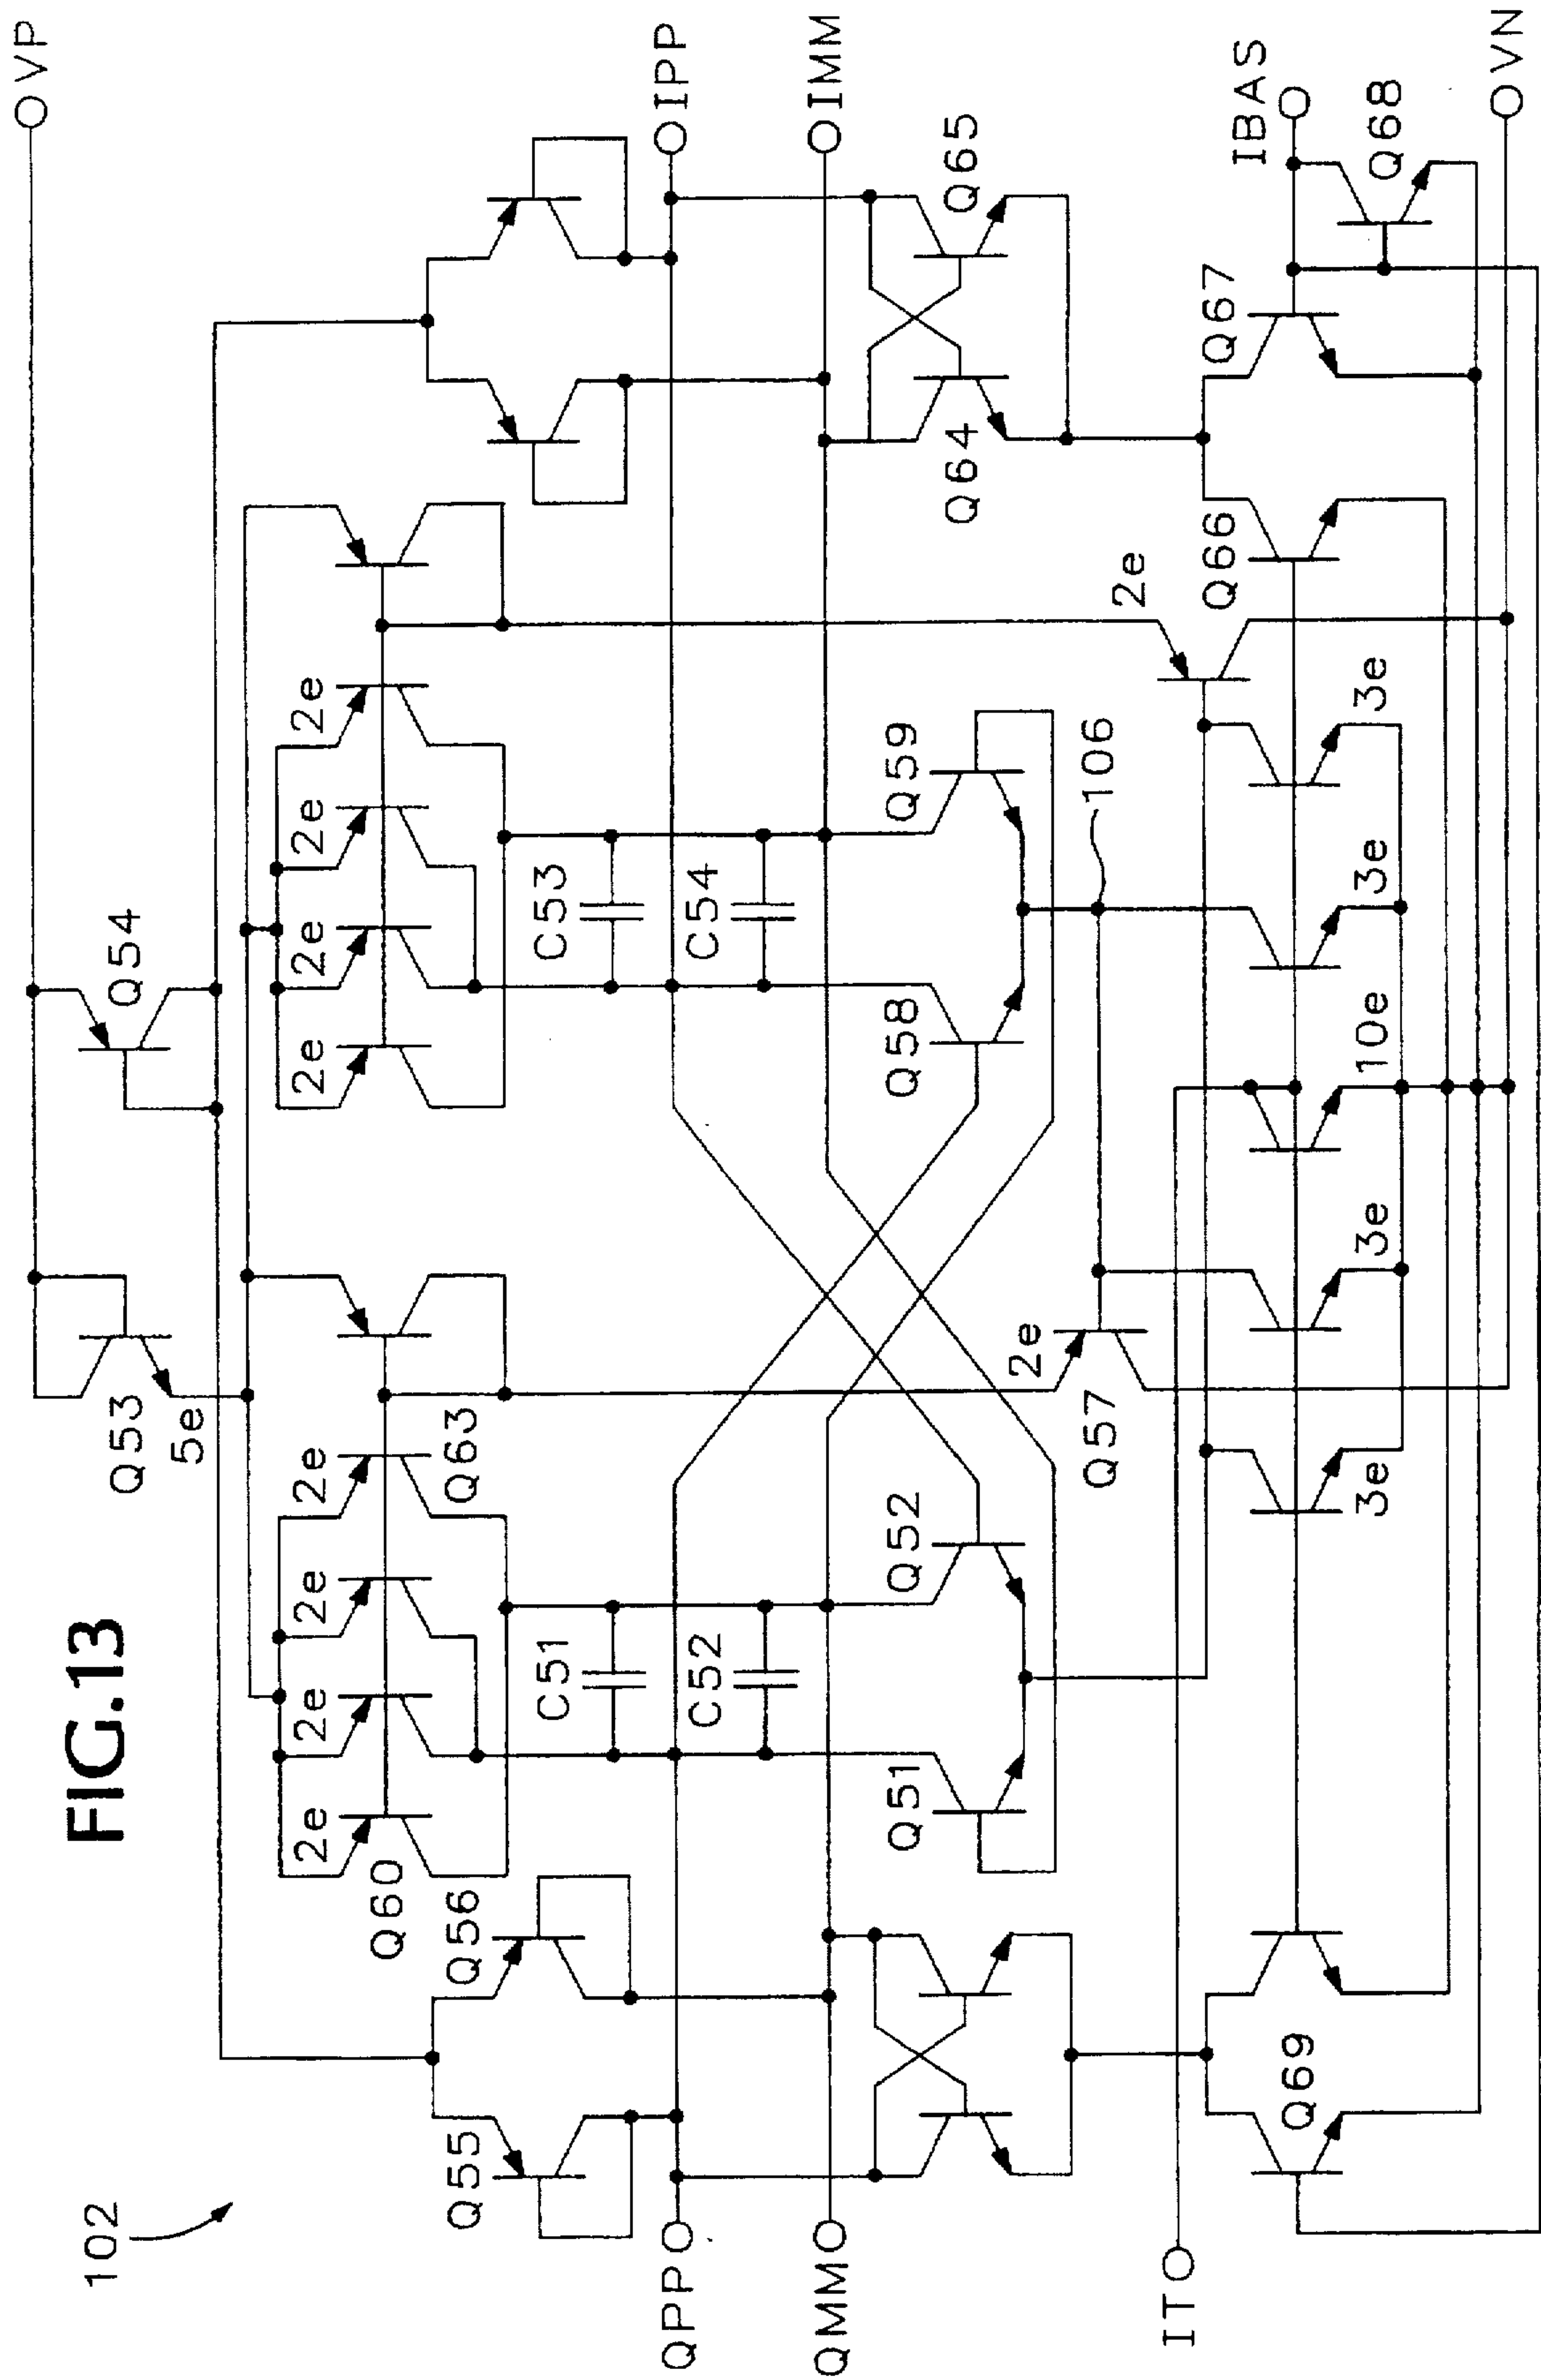 FIG.13
102
VP
Q53
5e
Q54
2e
2e
2e
2e
2e
2e
2e
2e
Q60
Q63
Q55
Q56
C51
C53
IPP
QPP
C52
C54
IMM
QMM
Q51
Q52
Q58
Q59
Q64
Q65
106
2e
Q57
2e
ITO
Q66
Q67
IBAS
Q69
3e
3e
10e
3e
3e
Q68
VN